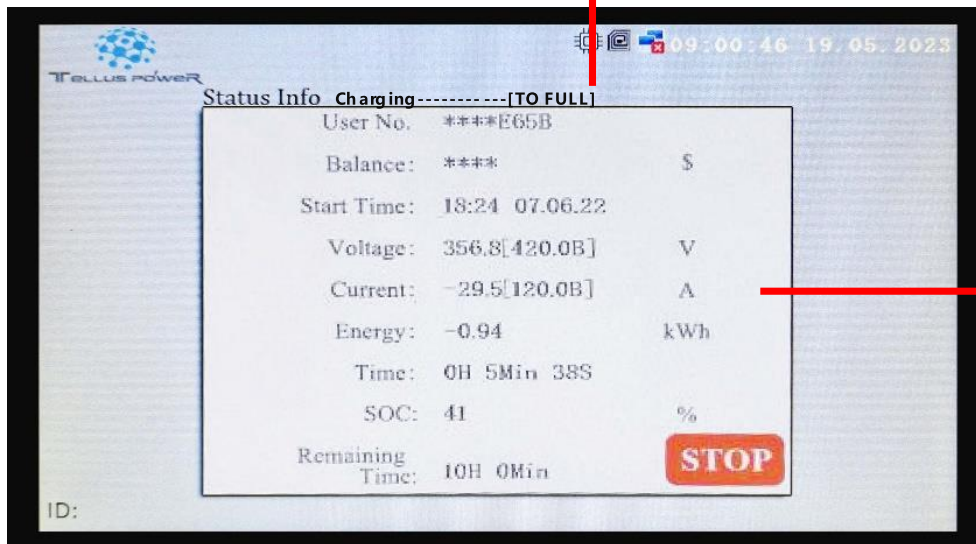 09:00:46 19.05.2023
TELLUS POWER
Status Info Charging-----------[TO FULL]
User No. ****E65B
Balance: **** $
Start Time: 18:24 07.06.22
Voltage: 356.8[420.0B] V
Current: -29.5[120.0B] A
Energy: -0.94 kWh
Time: 0H 5Min 38S
SOC: 41 %
Remaining
Time: 10H 0Min
STOP
ID: